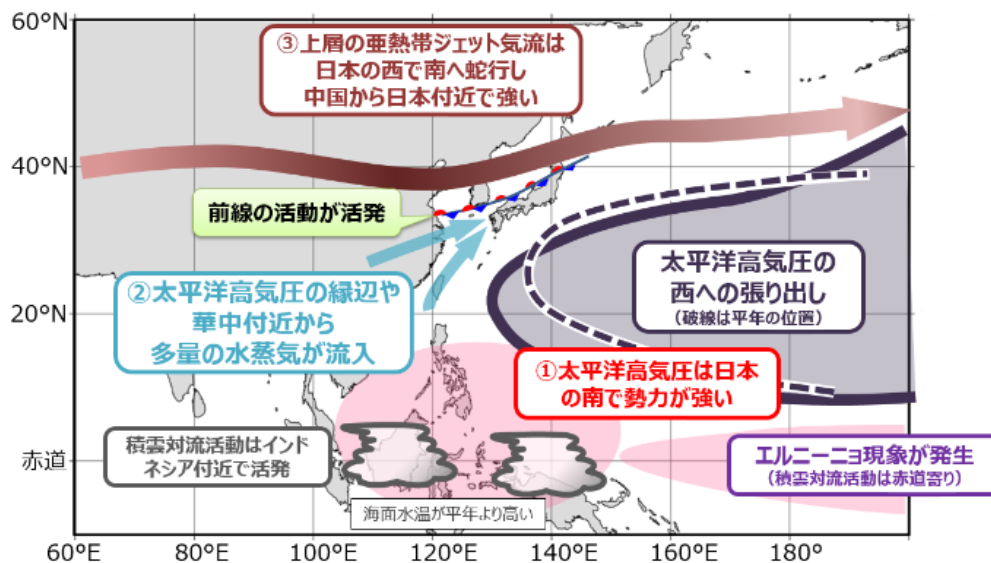 60°N
③上層の亜熱帯ジェット気流は
日本の西で南へ蛇行し
中国から日本付近で強い
40°N
前線の活動が活発
太平洋高気圧の
西への張り出し
(破線は平年の位置)
②太平洋高気圧の縁辺や
華中付近から
多量の水蒸気が流入
20°N
①太平洋高気圧は日本
の南で勢力が強い
積雲対流活動はインド
ネシア付近で活発
エルニーニョ現象が発生
(積雲対流活動は赤道寄り)
赤道
海面水温が平年より高い
60°E
80°E
100°E
120°E
140°E
160°E
180°